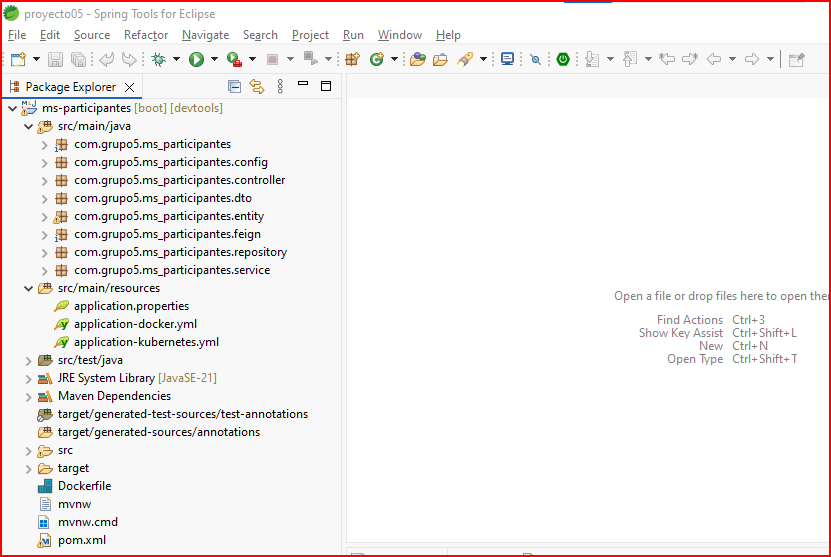 proyecto05 - Spring Tools for Eclipse
File Edit Source Refactor Navigate Search Project Run Window Help
Package Explorer
ms-participantes [boot] [devtools]
src/main/java
com.grupo5.ms_participantes
com.grupo5.ms_participantes.config
com.grupo5.ms_participantes.controller
com.grupo5.ms_participantes.dto
com.grupo5.ms_participantes.entity
com.grupo5.ms_participantes.feign
com.grupo5.ms_participantes.repository
com.grupo5.ms_participantes.service
src/main/resources
application.properties
application-docker.yml
application-kubernetes.yml
src/test/java
JRE System Library [JavaSE-21]
Maven Dependencies
target/generated-test-sources/test-annotations
target/generated-sources/annotations
src
target
Dockerfile
mvnw
mvnw.cmd
pom.xml
Open a file or drop files here to open ther
Find Actions Ctrl+3
Show Key Assist Ctrl+Shift+L
New Ctrl+N
Open Type Ctrl+Shift+T